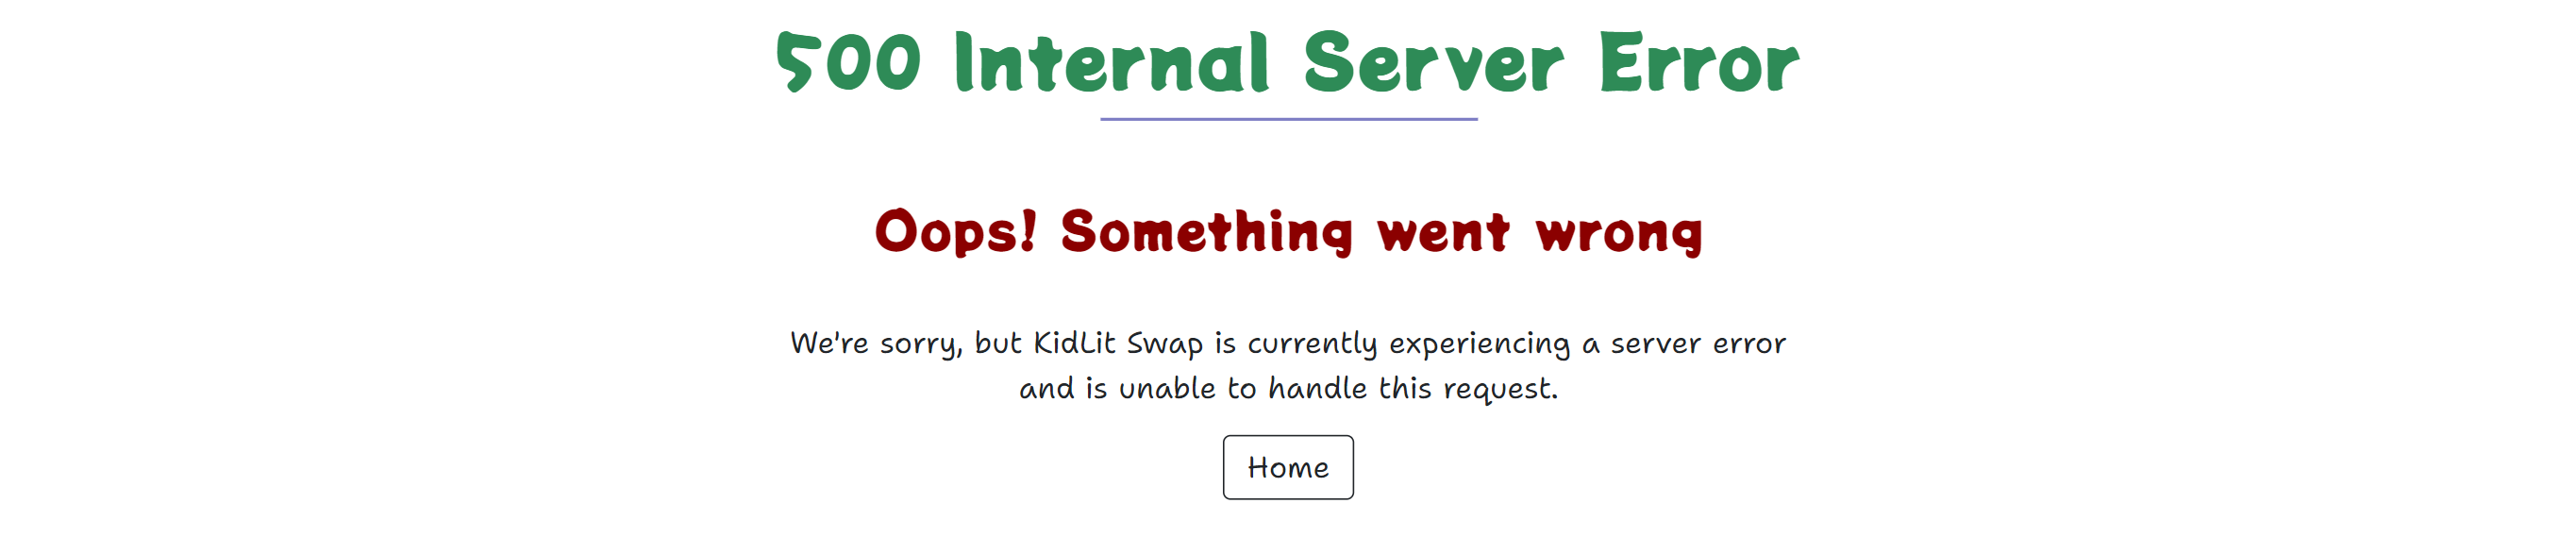 500 Internal Server Error
Oops! Something went wrong
We're sorry, but KidLit Swap is currently experiencing a server error
and is unable to handle this request.
Home